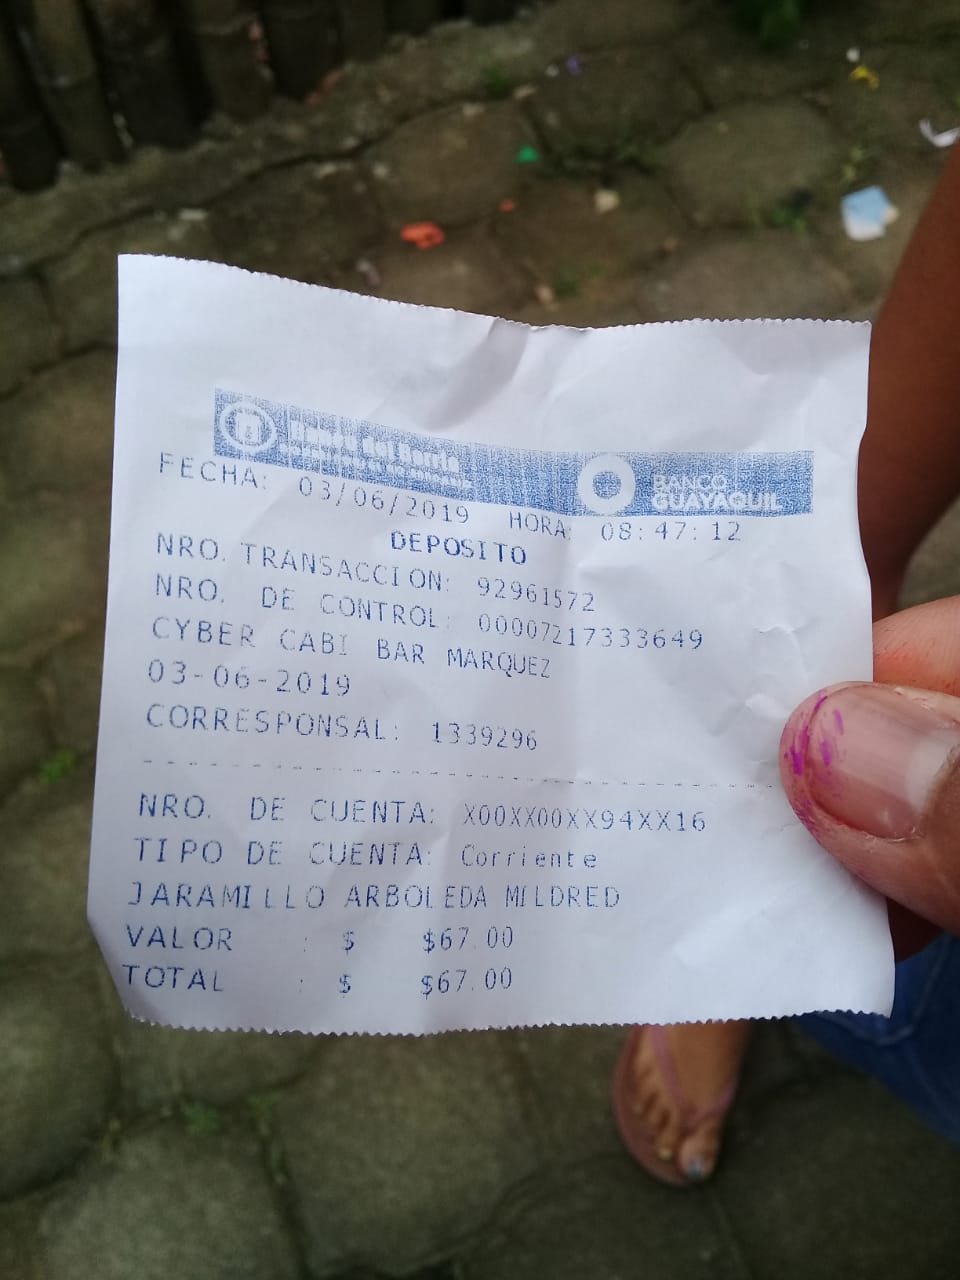 Banco del Barrio
BANCO
GUAYAQUIL
FECHA: 03/06/2019 HORA: 08:47:12
DEPOSITO
NRO. TRANSACCION: 92961572
NRO. DE CONTROL: 00007217333649
CYBER CABI BAR MARQUEZ
03-06-2019
CORRESPONSAL: 1339296
NRO. DE CUENTA: X00XX00XX94XX16
TIPO DE CUENTA: Corriente
JARAMILLO ARBOLEDA MILDRED
VALOR : $ $67.00
TOTAL : $ $67.00